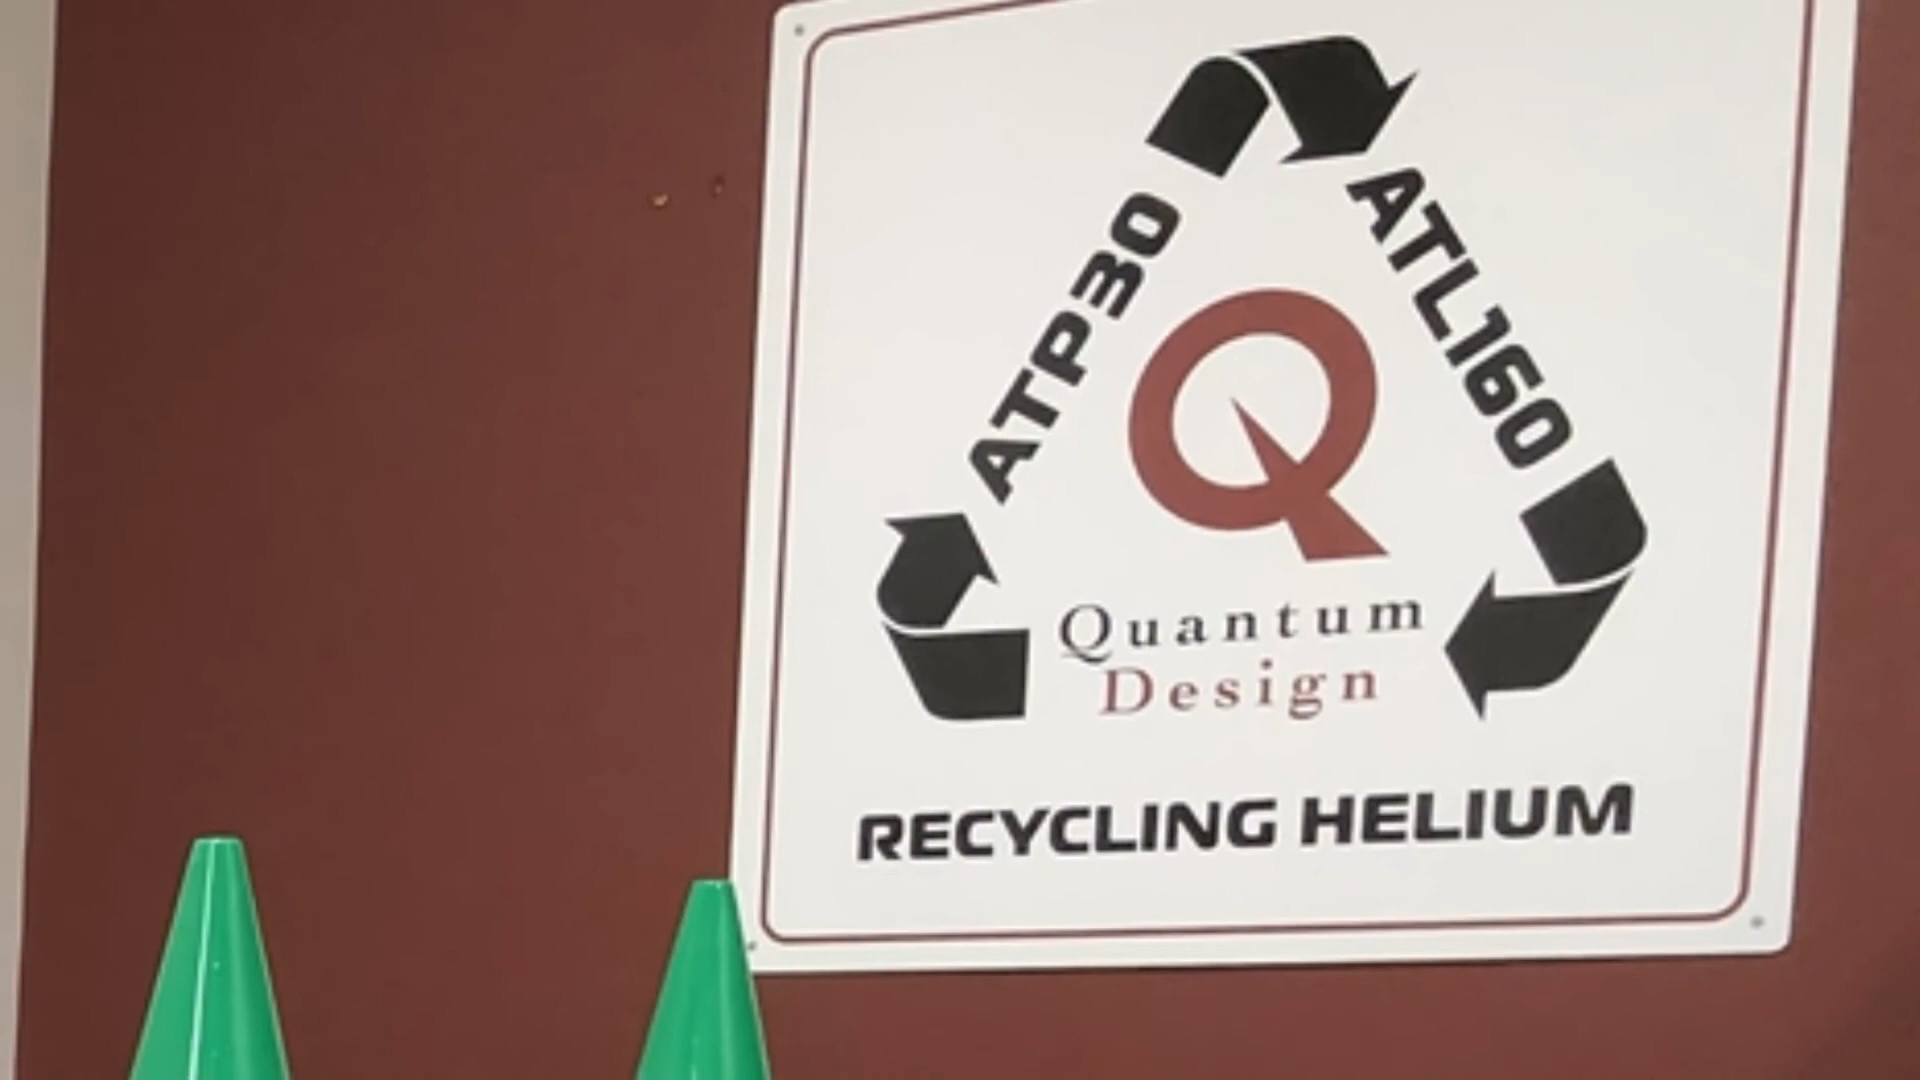 ATP30
ATL160
Q
Quantum
Design
RECYCLING HELIUM